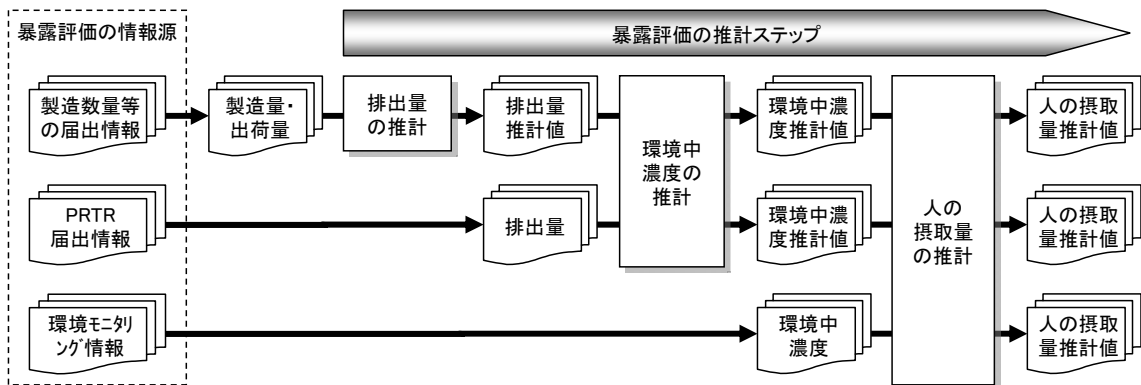 暴露評価の情報源
暴露評価の推計ステップ
製造数量等
の届出情報
製造量・
出荷量
排出量
の推計
排出量
推計値
環境中
濃度の
推計
環境中濃
度推計値
人の
摂取量
の推計
人の摂取
量推計値
PRTR
届出情報
排出量
環境中濃
度推計値
人の摂取
量推計値
環境ﾓﾆﾀﾘ
ﾝｸﾞ情報
環境中
濃度
人の摂取
量推計値